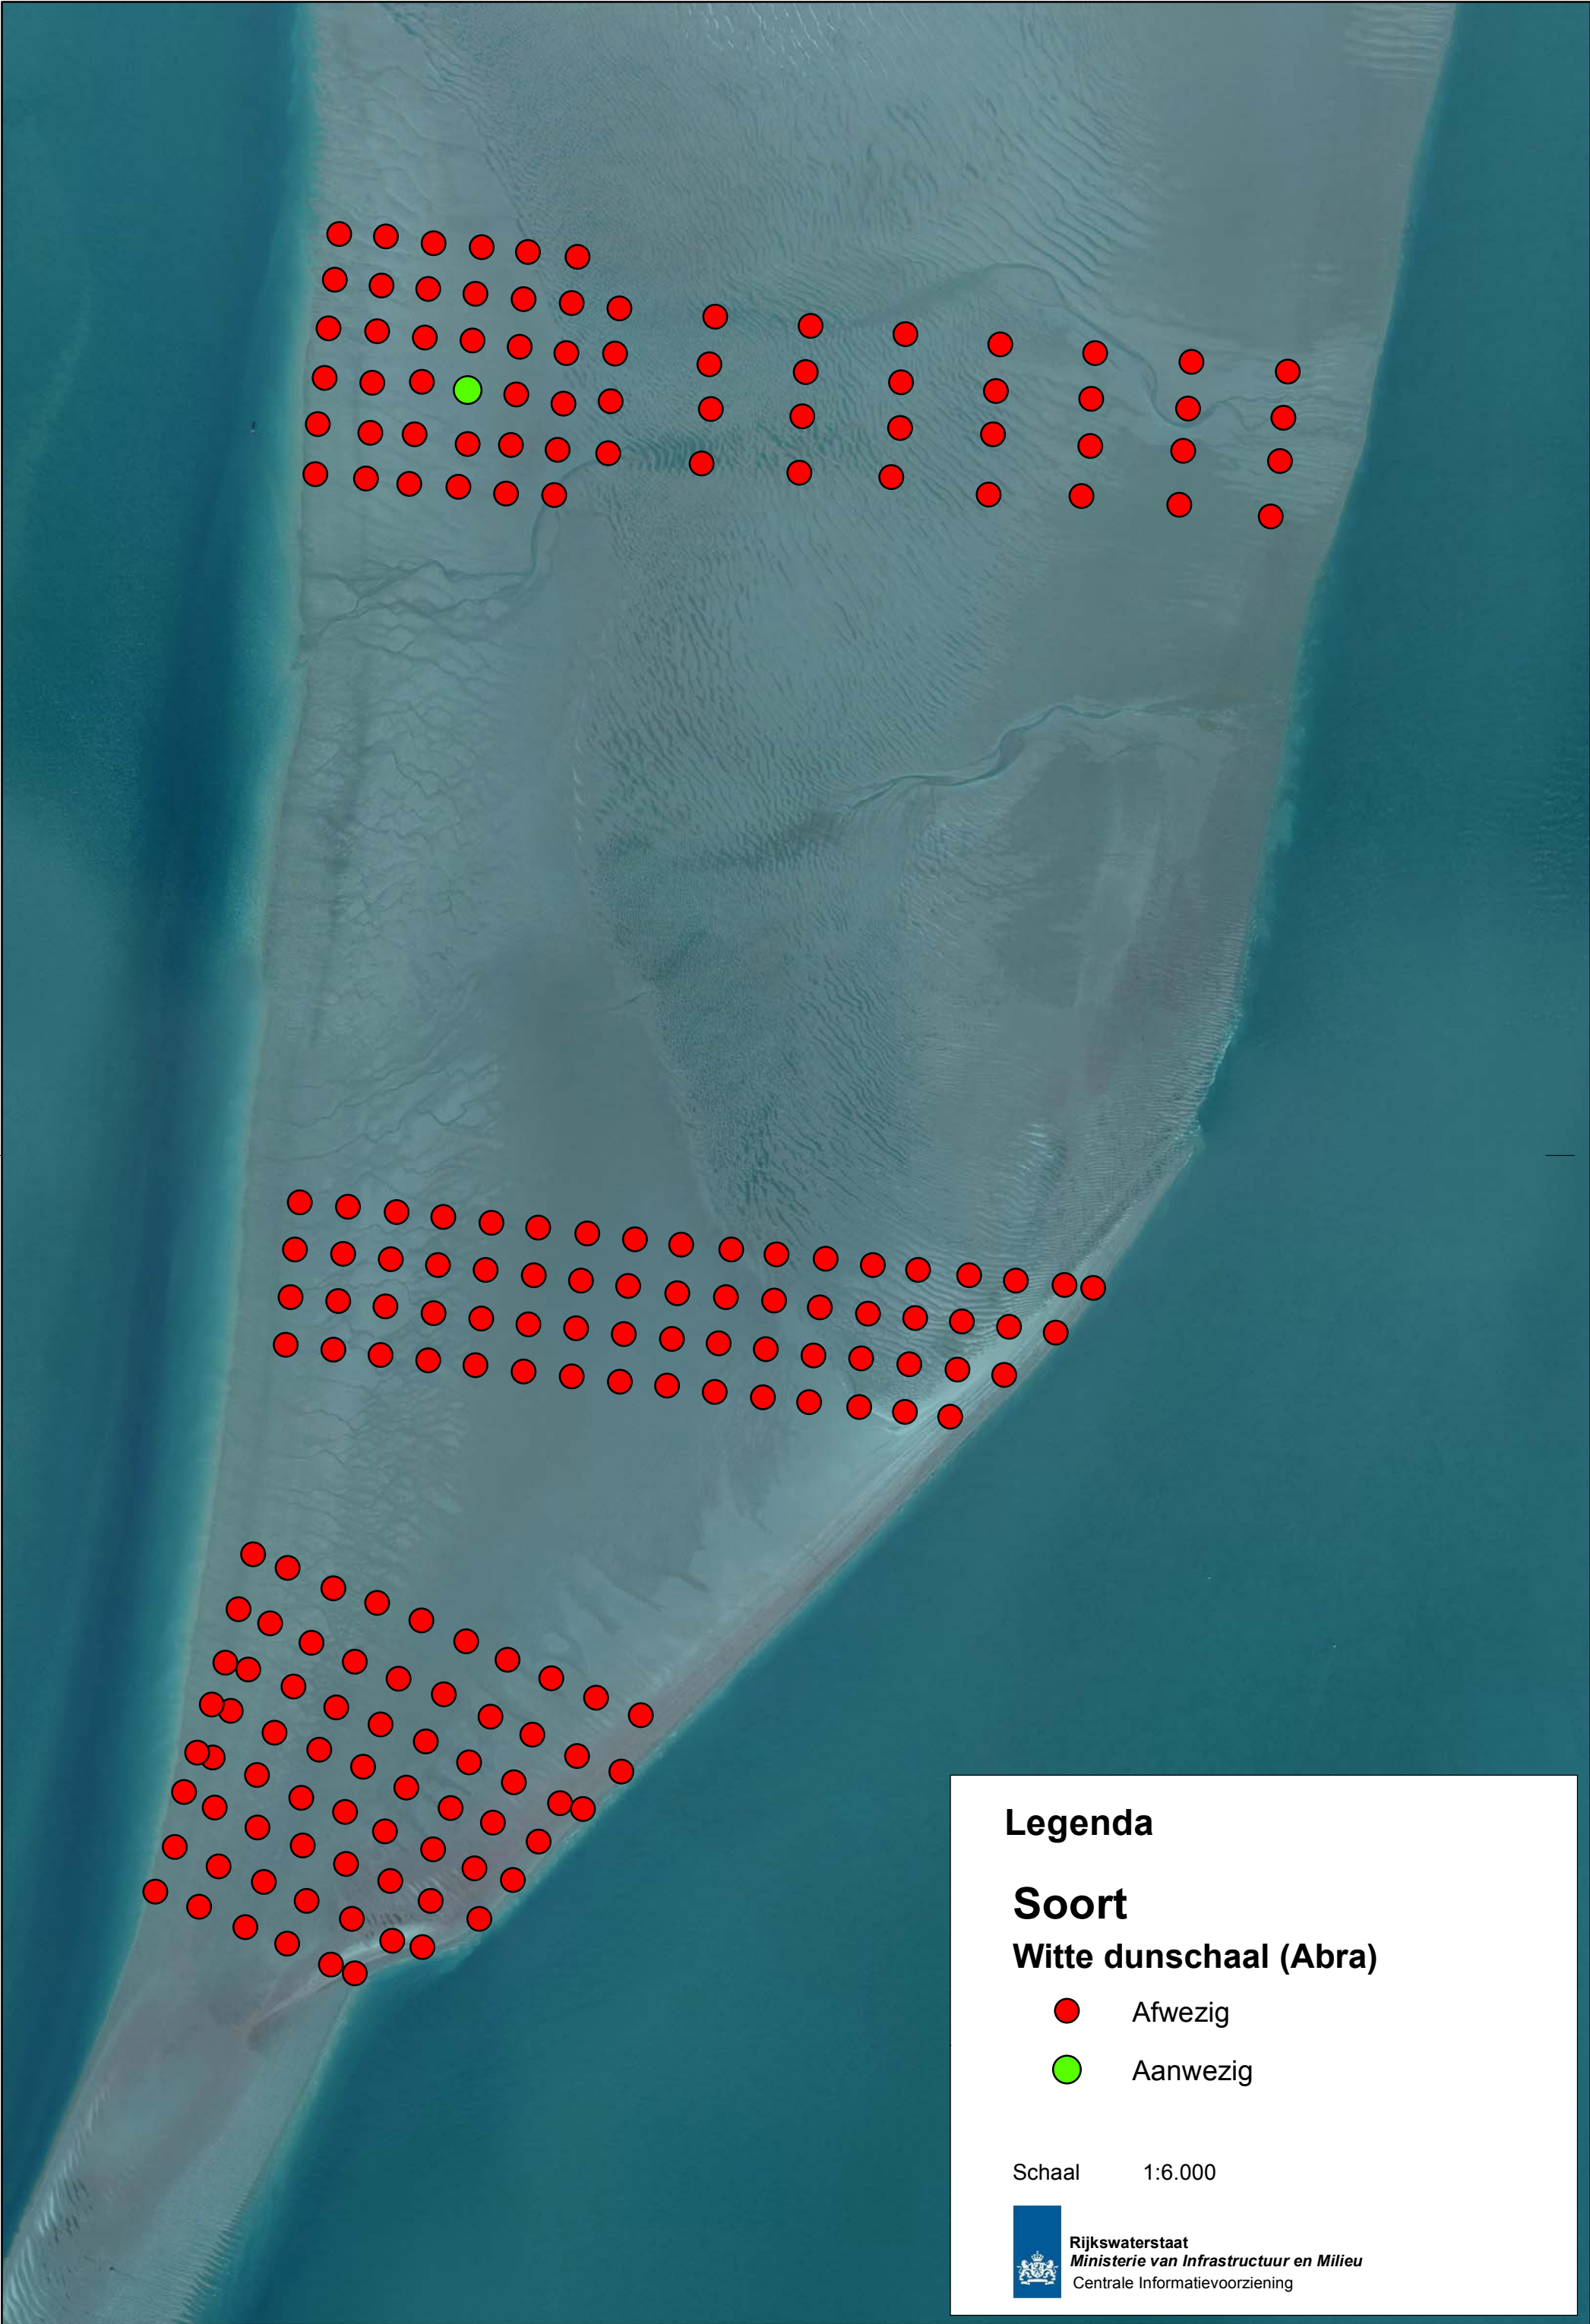 Legenda
Soort
Witte dunschaal (Abra)
Afwezig
Aanwezig
Schaal 1:6.000
Rijkswaterstaat
Ministerie van Infrastructuur en Milieu
Centrale Informatievoorziening